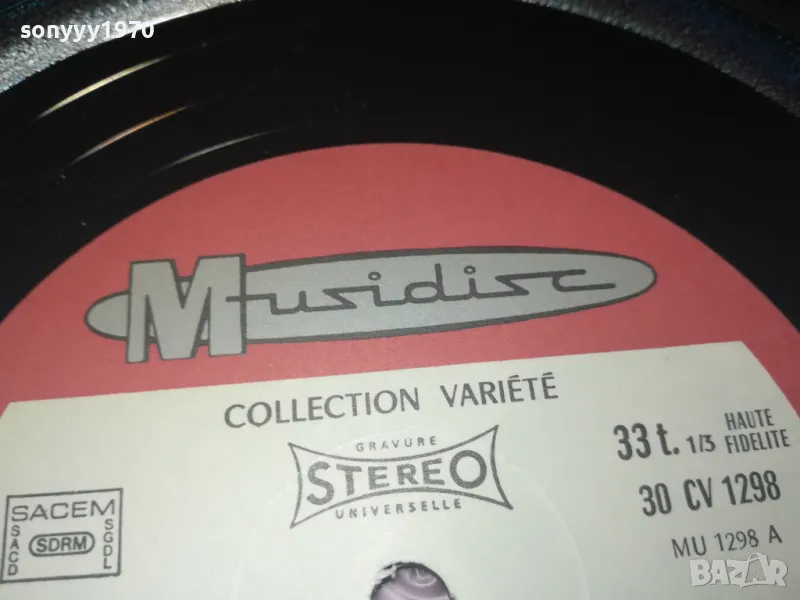 sonyyy1970
Musidisc
COLLECTION VARIÉTÉ
GRAVURE
STEREO
UNIVERSELLE
33 t. 1/3 HAUTE FIDELITE
30 CV 1298
MU 1298 A
SACEM
SACD
SDRM
SGDL
BAZAR